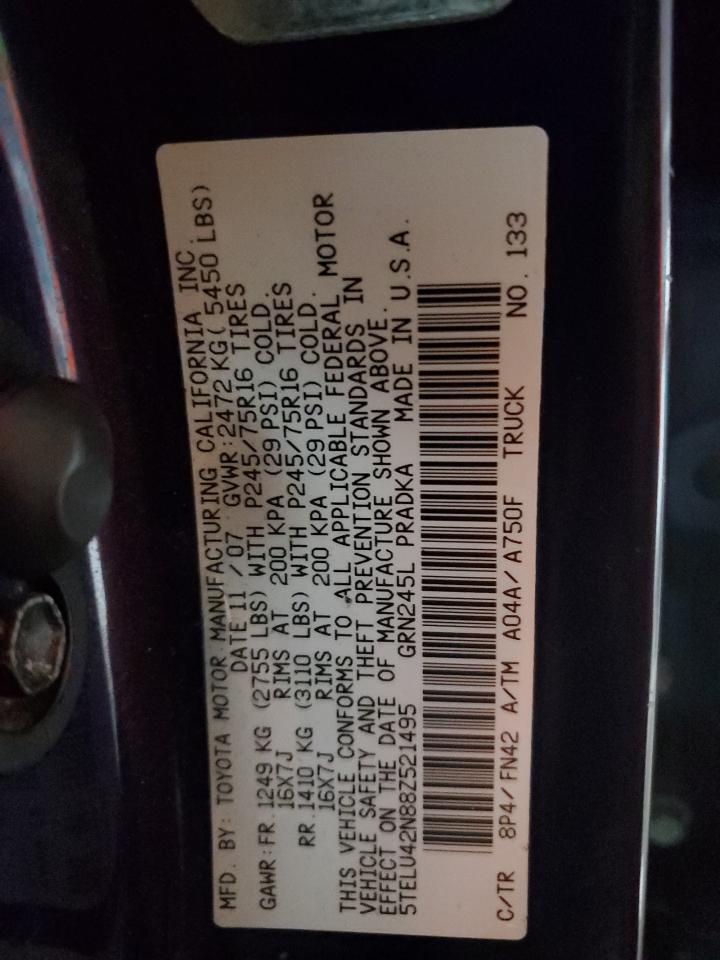 MFD. BY: TOYOTA MOTOR MANUFACTURING CALIFORNIA INC.
DATE 11 / 07 GVWR: 2472 KG ( 5450 LBS)
GAWR: FR. 1249 KG (2755 LBS) WITH P245/75R16 TIRES
16X7J RIMS AT 200 KPA (29 PSI) COLD.
RR. 1410 KG (3110 LBS) WITH P245/75R16 TIRES
16X7J RIMS AT 200 KPA (29 PSI) COLD.
THIS VEHICLE CONFORMS TO ALL APPLICABLE FEDERAL MOTOR
VEHICLE SAFETY AND THEFT PREVENTION STANDARDS IN
EFFECT ON THE DATE OF MANUFACTURE SHOWN ABOVE.
5TELU42N88Z521495 GRN245L PRADKA MADE IN U.S.A.
C/TR 8P4/FN42 A/TM A04A/A750F TRUCK NO. 133